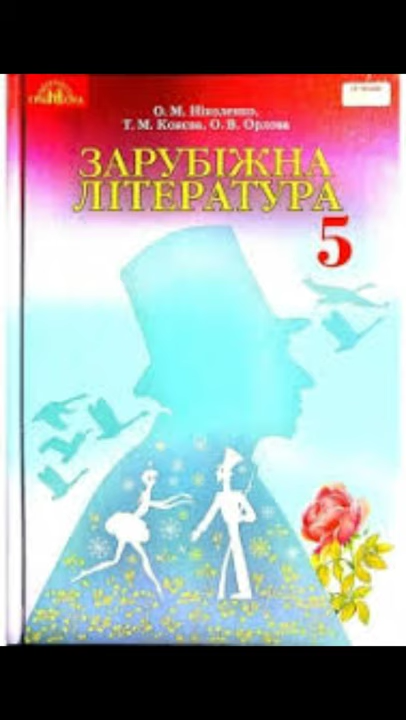 О. М. Ніколенко,
Т. М. Конєва, О. В. Орлова
ЗАРУБІЖНА
ЛІТЕРАТУРА
5